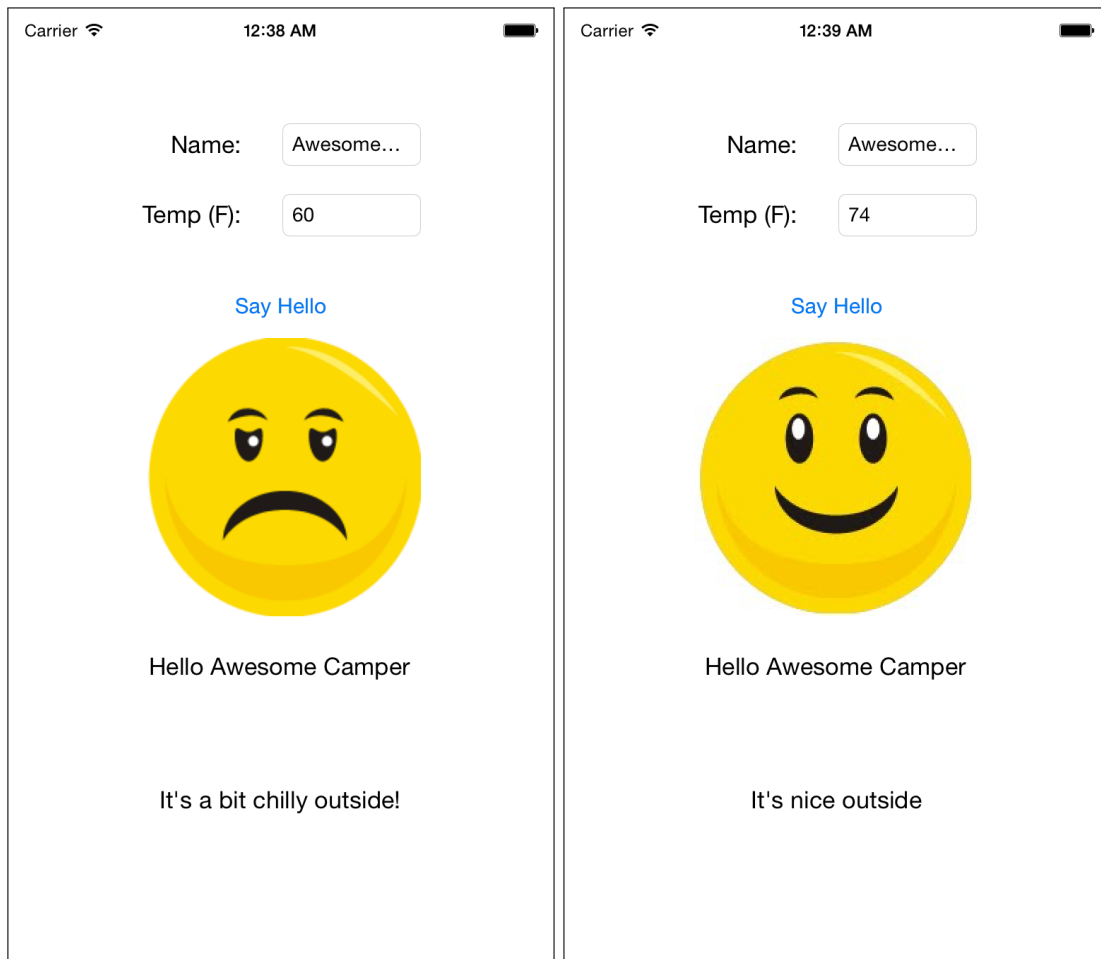 Carrier 12:38 AM
Name: Awesome…
Temp (F): 60
Say Hello
Hello Awesome Camper
It's a bit chilly outside!
Carrier 12:39 AM
Name: Awesome…
Temp (F): 74
Say Hello
Hello Awesome Camper
It's nice outside